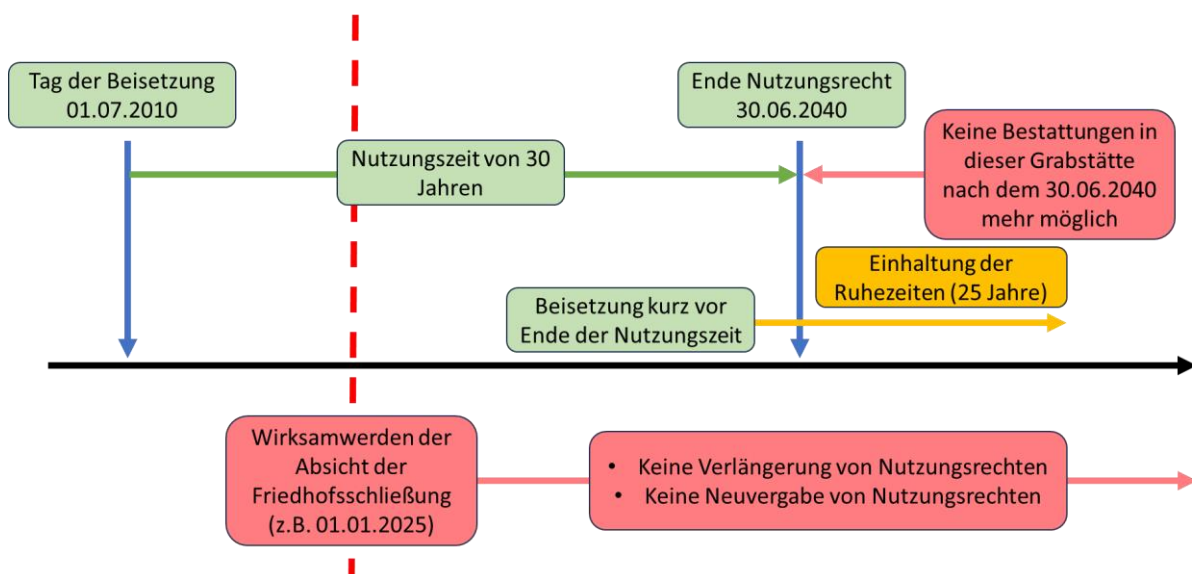 Tag der Beisetzung
01.07.2010
Ende Nutzungsrecht
30.06.2040
Keine Bestattungen in
dieser Grabstätte
nach dem 30.06.2040
mehr möglich
Nutzungszeit von 30
Jahren
Einhaltung der
Ruhezeiten (25 Jahre)
Beisetzung kurz vor
Ende der Nutzungszeit
Wirksamwerden der
Absicht der
Friedhofsschließung
(z.B. 01.01.2025)
• Keine Verlängerung von Nutzungsrechten
• Keine Neuvergabe von Nutzungsrechten